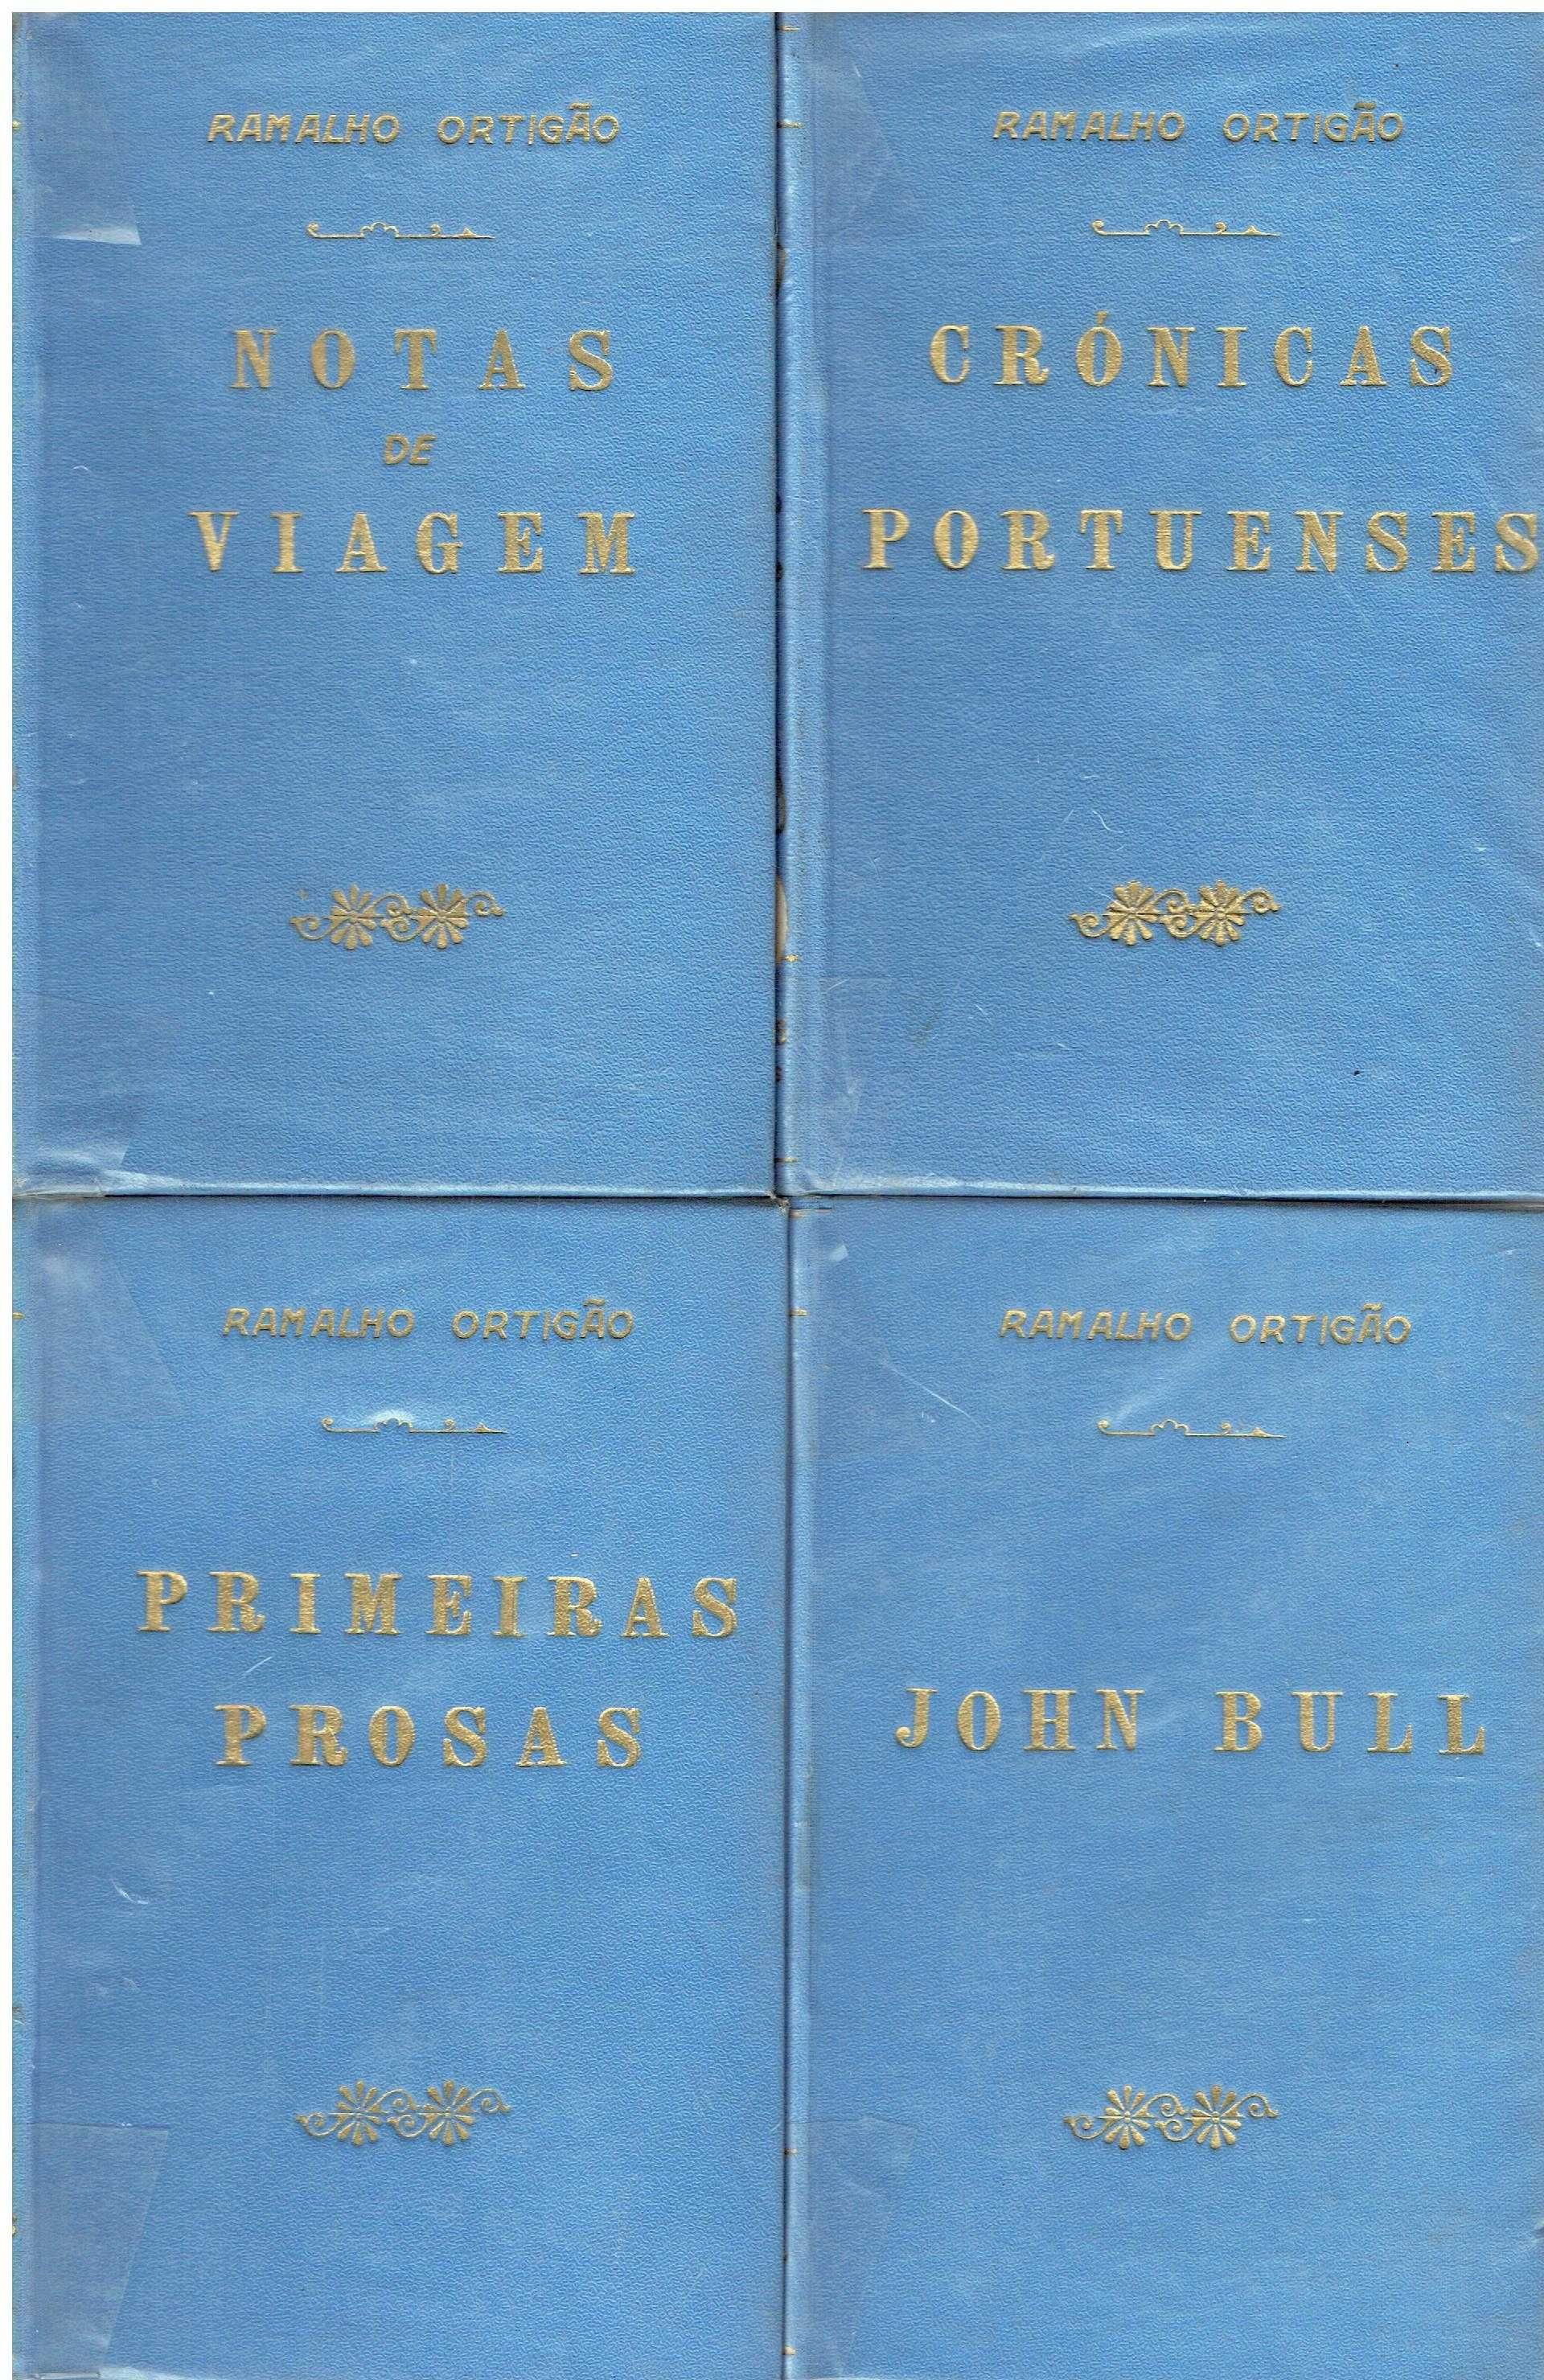 RAMALHO ORTIGÃO
NOTAS
DE
VIAGEM
RAMALHO ORTIGÃO
CRÓNICAS
PORTUENSES
RAMALHO ORTIGÃO
PRIMEIRAS
PROSAS
RAMALHO ORTIGÃO
JOHN BULL